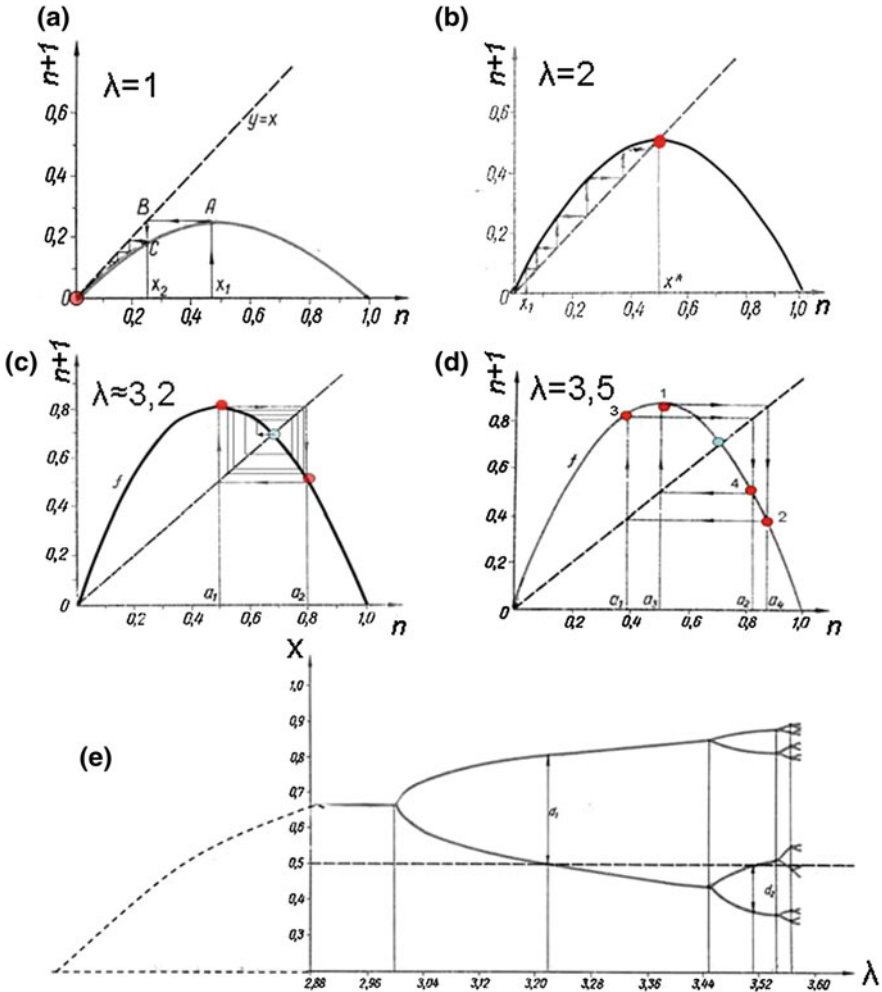 (a)
n+1
λ=1
0,6
y=x
0,4
B
A
0,2
C
x₂
x₁
0
0,2
0,4
0,6
0,8
1,0
n
(b)
n+1
λ=2
0,6
0,4
0,2
x*
0
x₁
0,2
0,4
0,6
0,8
1,0
n
(c)
n+1
λ≈3,2
0,8
0,6
f
0,4
0,2
a₁
a₂
0
0,2
0,4
0,6
0,8
1,0
n
(d)
n+1
λ=3,5
1
3
0,8
f
0,6
4
2
0,4
0,2
a₁
a₃
a₂
a₄
0
0,2
0,4
0,6
0,8
1,0
n
(e)
X
1,0
0,9
0,8
0,7
d₁
0,6
0,5
d₂
0,4
0,3
2,88
2,96
3,04
3,12
3,20
3,28
3,36
3,44
3,52
3,60
λ